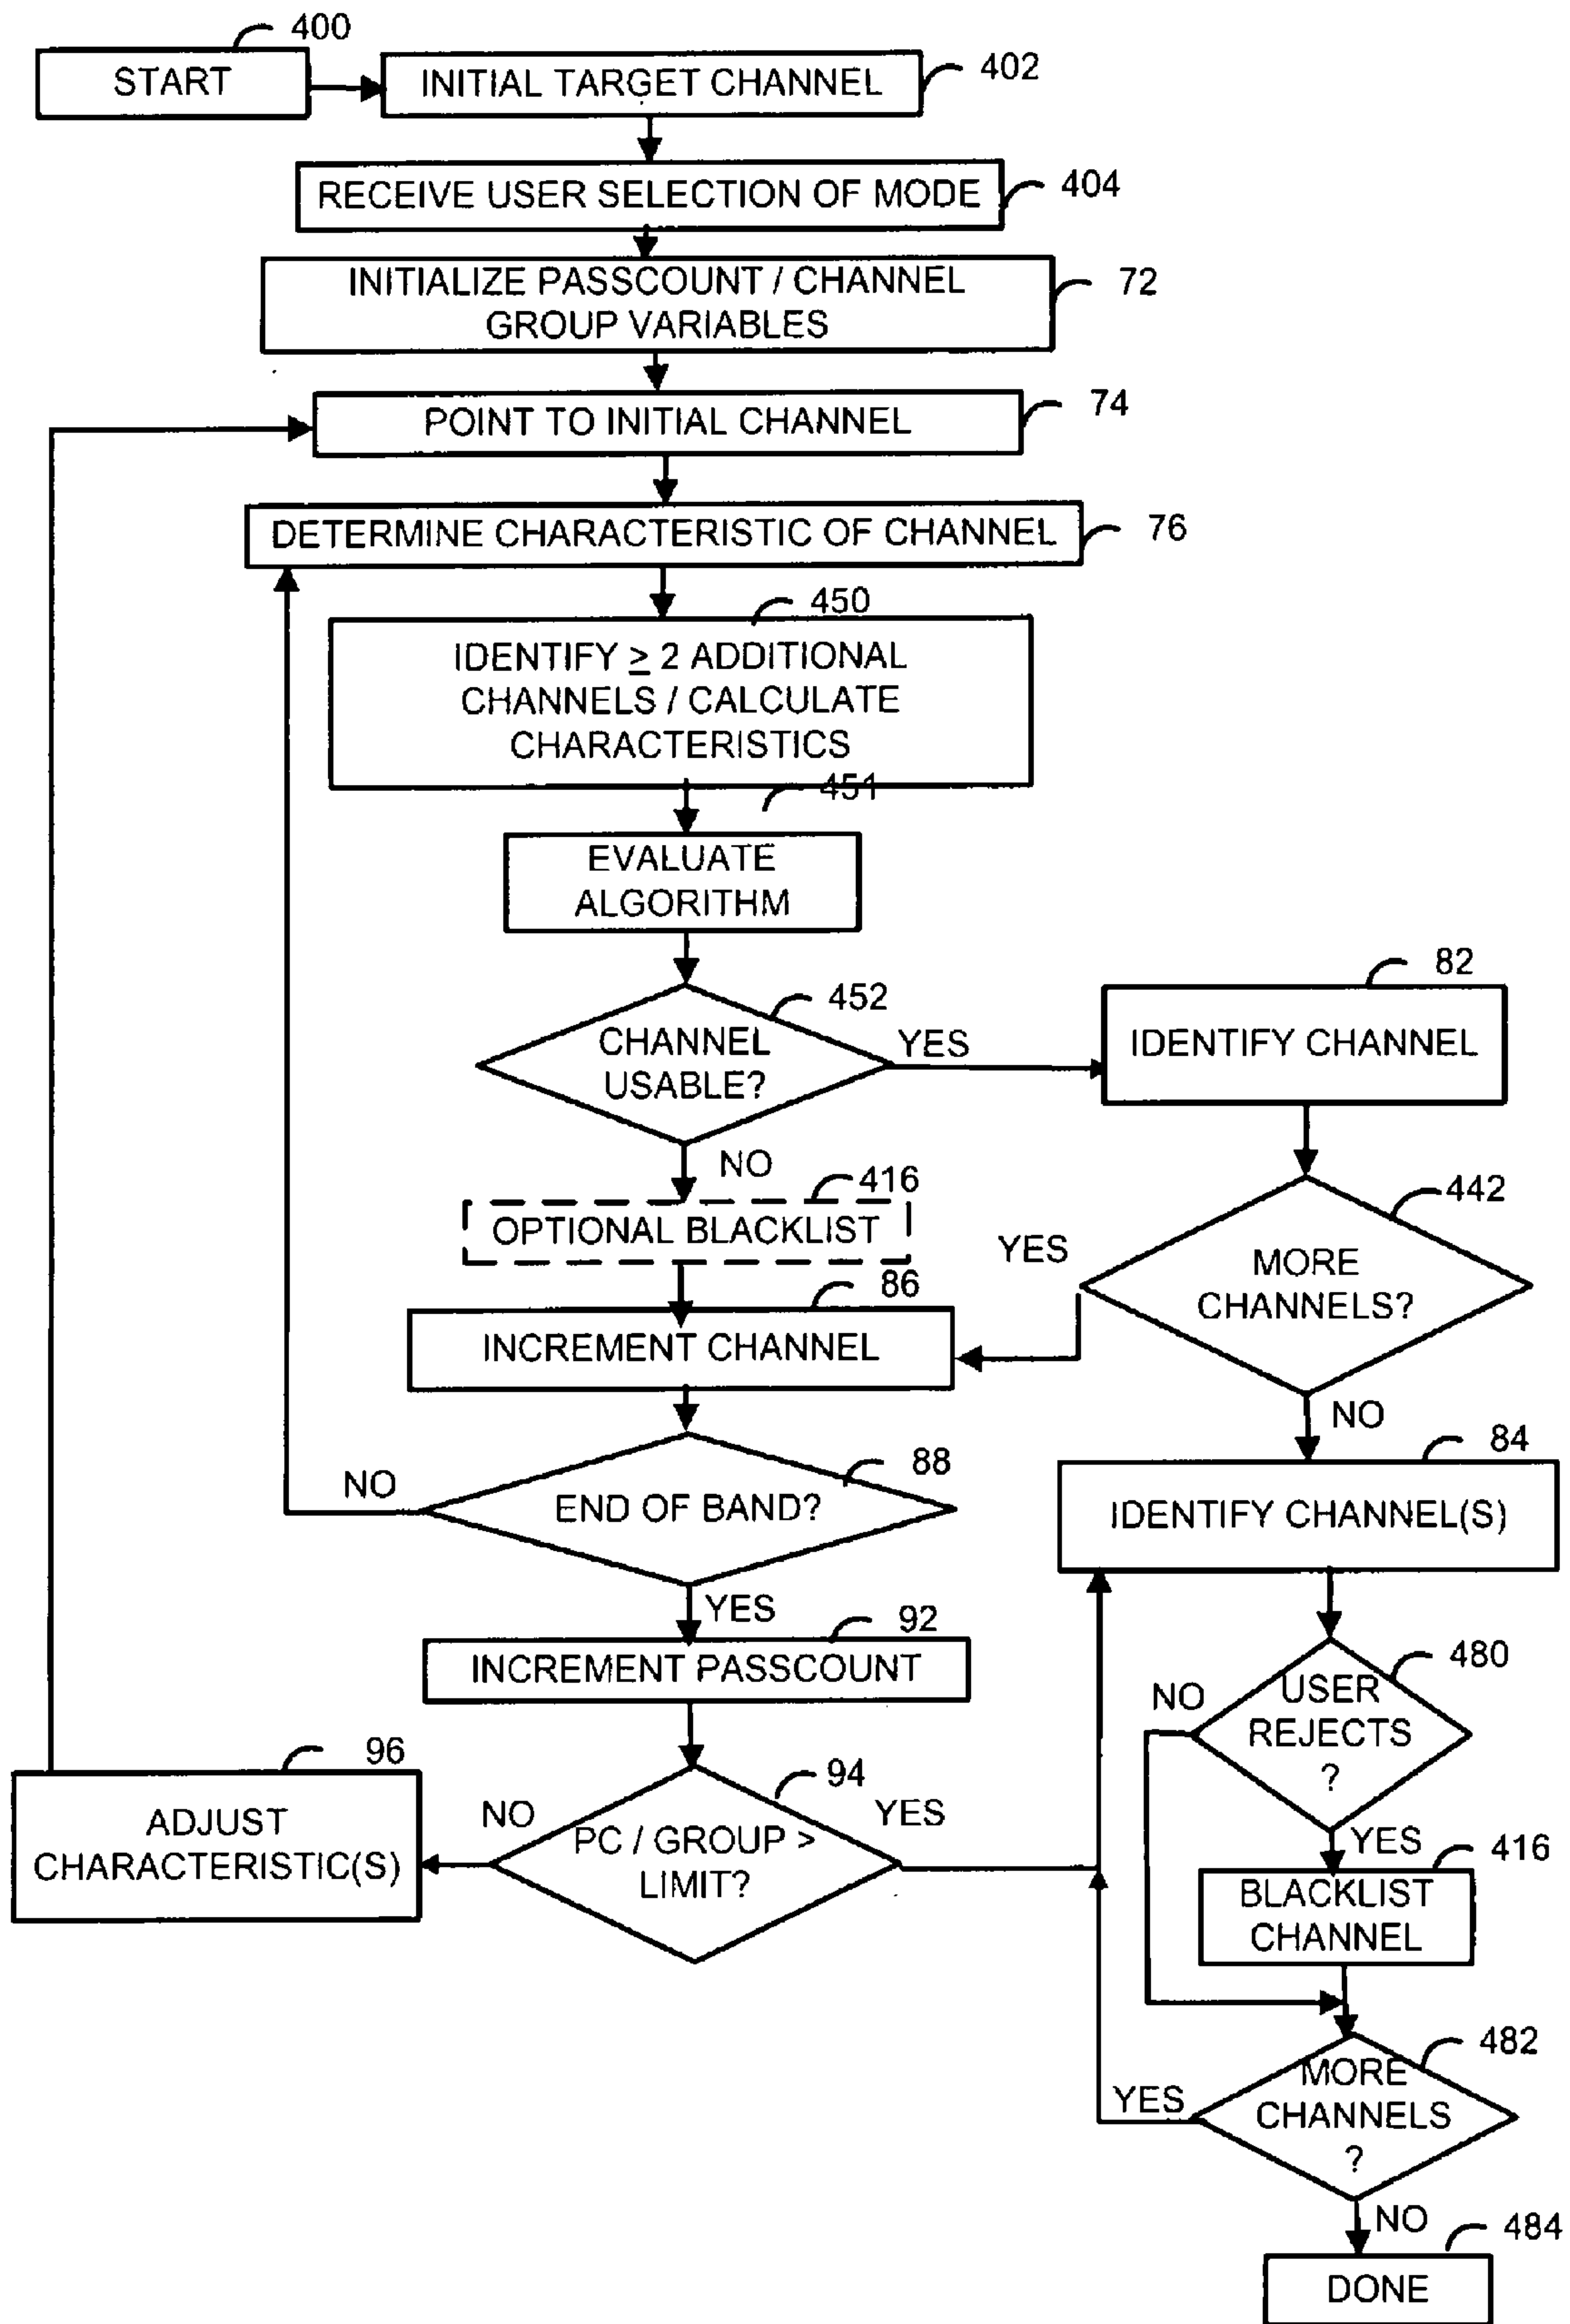 400
START
INITIAL TARGET CHANNEL
402
RECEIVE USER SELECTION OF MODE
404
INITIALIZE PASSCOUNT / CHANNEL
GROUP VARIABLES
72
POINT TO INITIAL CHANNEL
74
DETERMINE CHARACTERISTIC OF CHANNEL
76
450
IDENTIFY ≥ 2 ADDITIONAL
CHANNELS / CALCULATE
CHARACTERISTICS
451
EVALUATE
ALGORITHM
452
CHANNEL
USABLE?
YES
82
IDENTIFY CHANNEL
NO
416
OPTIONAL BLACKLIST
442
MORE
CHANNELS?
YES
86
INCREMENT CHANNEL
NO
88
END OF BAND?
NO
84
IDENTIFY CHANNEL(S)
YES
92
INCREMENT PASSCOUNT
480
USER
REJECTS
?
NO
96
ADJUST
CHARACTERISTIC(S)
NO
94
PC / GROUP >
LIMIT?
YES
YES
416
BLACKLIST
CHANNEL
482
MORE
CHANNELS
?
YES
NO
484
DONE